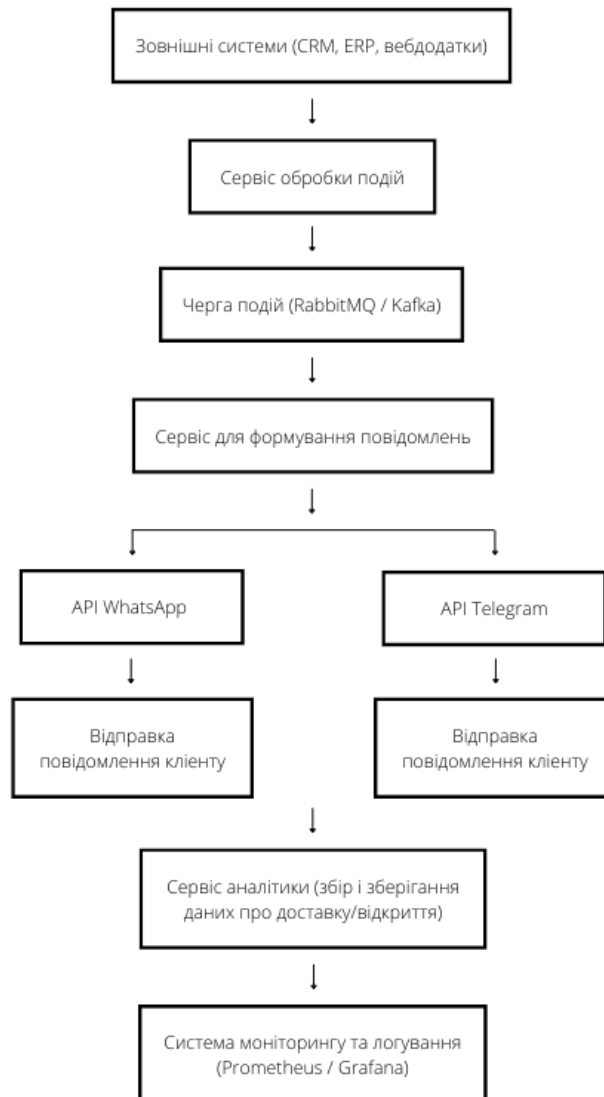 Зовнішні системи (CRM, ERP, вебдодатки)
Сервіс обробки подій
Черга подій (RabbitMQ / Kafka)
Сервіс для формування повідомлень
API WhatsApp
API Telegram
Відправка
повідомлення клієнту
Відправка
повідомлення клієнту
Сервіс аналітики (збір і зберігання
даних про доставку/відкриття)
Система моніторингу та логування
(Prometheus / Grafana)